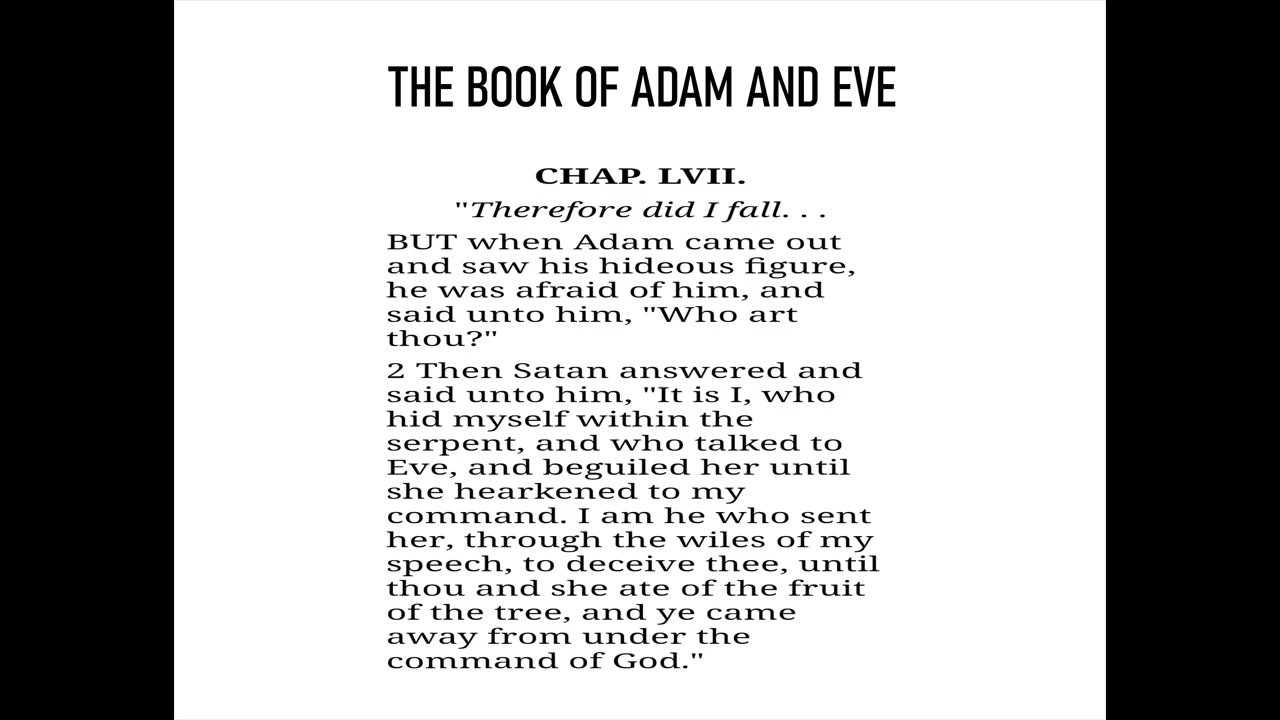 THE BOOK OF ADAM AND EVE
CHAP. LVII.
"Therefore did I fall. . .
BUT when Adam came out
and saw his hideous figure,
he was afraid of him, and
said unto him, "Who art
thou?"
2 Then Satan answered and
said unto him, "It is I, who
hid myself within the
serpent, and who talked to
Eve, and beguiled her until
she hearkened to my
command. I am he who sent
her, through the wiles of my
speech, to deceive thee, until
thou and she ate of the fruit
of the tree, and ye came
away from under the
command of God."